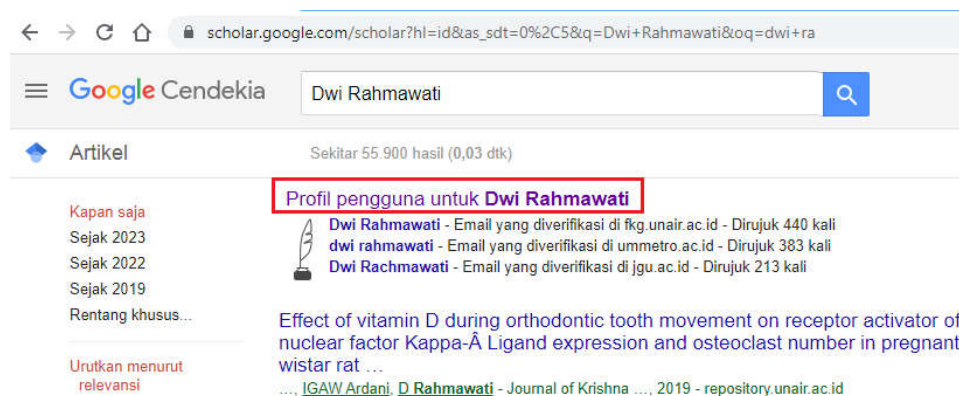 scholar.google.com/scholar?hl=id&as_sdt=0%2C5&q=Dwi+Rahmawati&oq=dwi+ra
Google Cendekia
Dwi Rahmawati
Artikel
Sekitar 55.900 hasil (0,03 dtk)
Kapan saja
Sejak 2023
Sejak 2022
Sejak 2019
Rentang khusus...
Urutkan menurut
relevansi
Profil pengguna untuk Dwi Rahmawati
Dwi Rahmawati - Email yang diverifikasi di fkg.unair.ac.id - Dirujuk 440 kali
dwi rahmawati - Email yang diverifikasi di ummetro.ac.id - Dirujuk 383 kali
Dwi Rachmawati - Email yang diverifikasi di jgu.ac.id - Dirujuk 213 kali
Effect of vitamin D during orthodontic tooth movement on receptor activator of
nuclear factor Kappa-Â Ligand expression and osteoclast number in pregnant
wistar rat …
…, IGAW Ardani, D Rahmawati - Journal of Krishna …, 2019 - repository.unair.ac.id